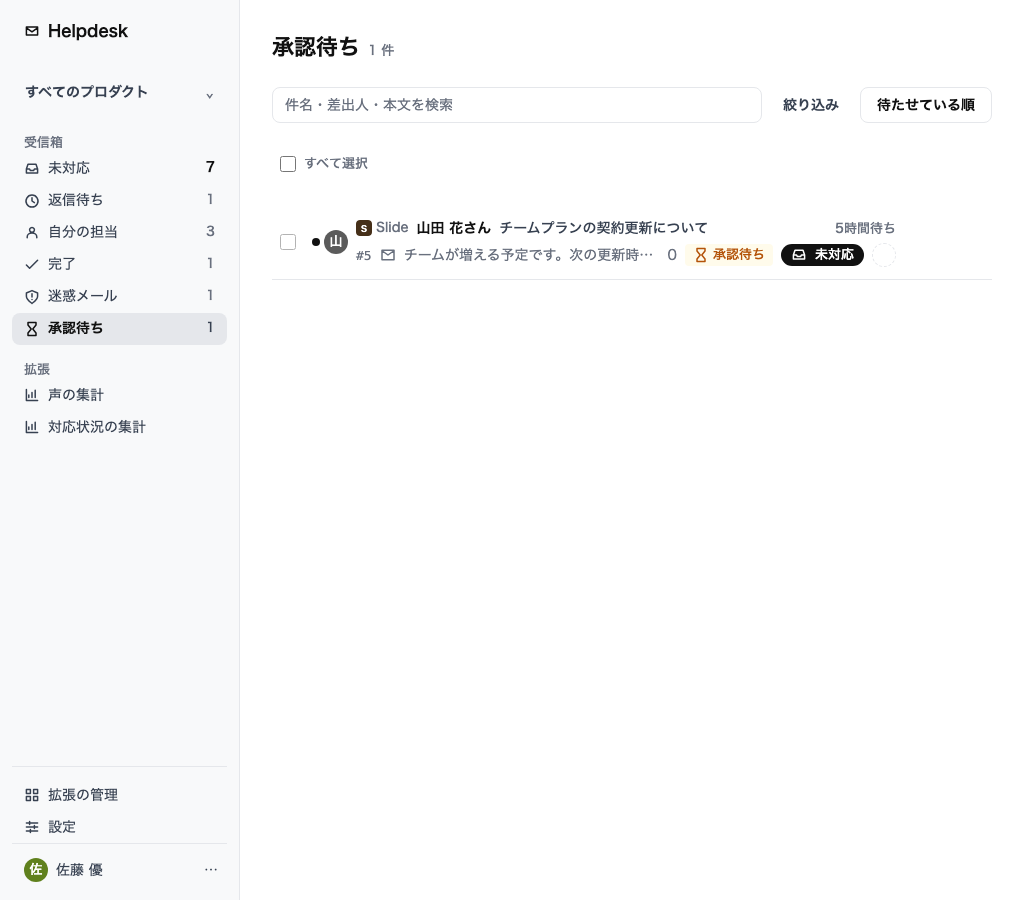 Helpdesk
すべてのプロダクト
受信箱
未対応 7
返信待ち 1
自分の担当 3
完了 1
迷惑メール 1
承認待ち 1
拡張
声の集計
対応状況の集計
拡張の管理
設定
佐 佐藤 優 …
承認待ち 1 件
件名・差出人・本文を検索 絞り込み 待たせている順
すべて選択
山 S Slide 山田 花さん チームプランの契約更新について 5時間待ち
#5 チームが増える予定です。次の更新時… 0 承認待ち 未対応